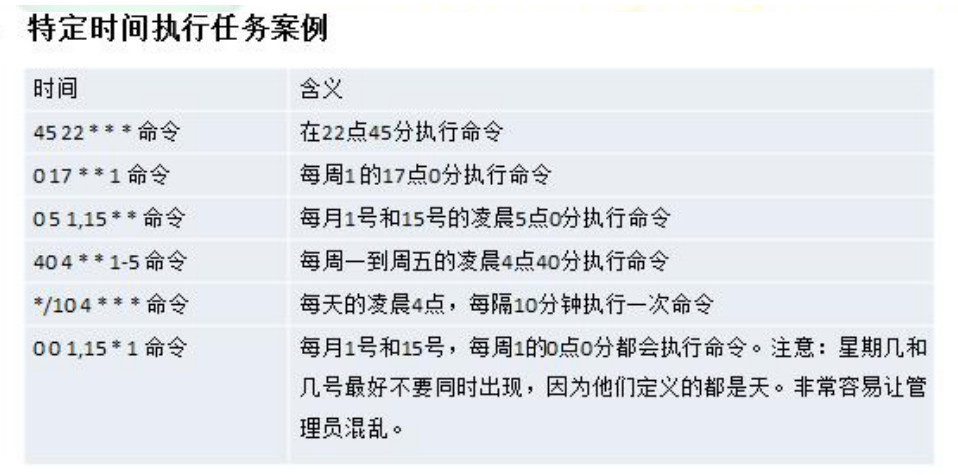 特定时间执行任务案例
时间 含义
45 22 * * * 命令 在22点45分执行命令
0 17 * * 1 命令 每周1 的17点0分执行命令
0 5 1,15 * * 命令 每月1号和15号的凌晨5点0分执行命令
40 4 * * 1-5 命令 每周一到周五的凌晨4点40分执行命令
*/10 4 * * * 命令 每天的凌晨4点，每隔10分钟执行一次命令
0 0 1,15 * 1 命令 每月1号和15号，每周1的0点0分都会执行命令。注意：星期几和
几号最好不要同时出现，因为他们定义的都是天。非常容易让管
理员混乱。